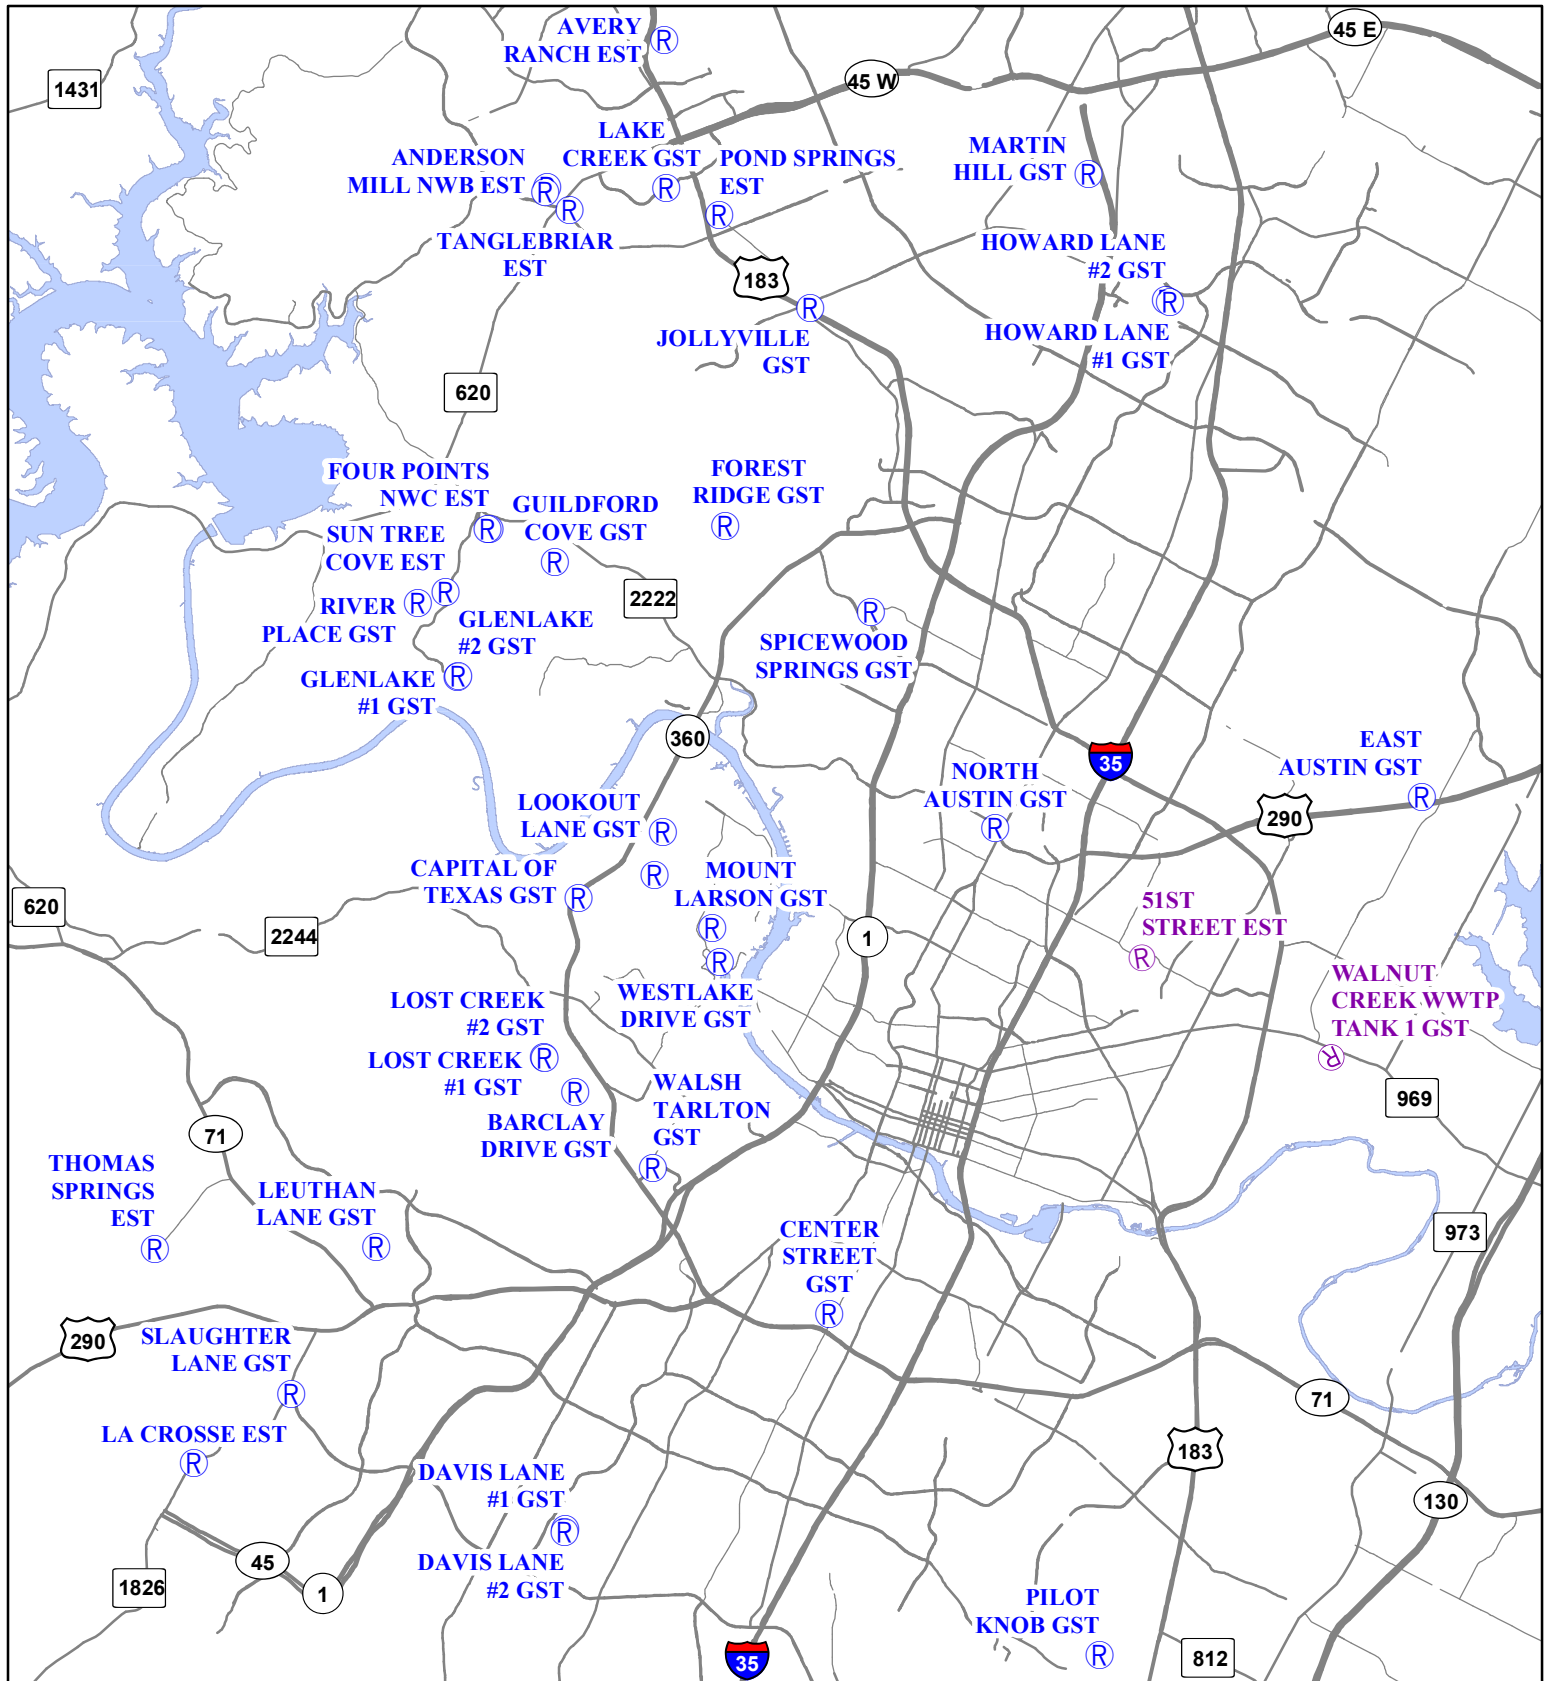 AVERY
RANCH EST
Ⓡ
45 E
45 W
1431
LAKE
CREEK GST
Ⓡ
POND SPRINGS
EST
Ⓡ
ANDERSON
MILL NWB EST
Ⓡ
Ⓡ
TANGLEBRIAR
EST
MARTIN
HILL GST
Ⓡ
HOWARD LANE
#2 GST
Ⓡ
HOWARD LANE
#1 GST
183
Ⓡ
JOLLYVILLE
GST
620
FOUR POINTS
NWC EST
Ⓡ
GUILDFORD
COVE GST
Ⓡ
FOREST
RIDGE GST
Ⓡ
SUN TREE
COVE EST
Ⓡ
RIVER
PLACE GST
Ⓡ
2222
GLENLAKE
#2 GST
Ⓡ
GLENLAKE
#1 GST
Ⓡ
SPICEWOOD
SPRINGS GST
360
35
EAST
AUSTIN GST
Ⓡ
290
NORTH
AUSTIN GST
Ⓡ
LOOKOUT
LANE GST
Ⓡ
Ⓡ
CAPITAL OF
TEXAS GST
Ⓡ
MOUNT
LARSON GST
Ⓡ
Ⓡ
WESTLAKE
DRIVE GST
620
2244
1
51ST
STREET EST
Ⓡ
WALNUT
CREEK WWTP
TANK 1 GST
Ⓡ
LOST CREEK
#2 GST
Ⓡ
LOST CREEK
#1 GST
Ⓡ
BARCLAY
DRIVE GST
WALSH
TARLTON
GST
Ⓡ
969
71
THOMAS
SPRINGS
EST
Ⓡ
LEUTHAN
LANE GST
Ⓡ
CENTER
STREET
GST
Ⓡ
973
290
SLAUGHTER
LANE GST
Ⓡ
LA CROSSE EST
Ⓡ
71
183
130
DAVIS LANE
#1 GST
Ⓡ
DAVIS LANE
#2 GST
45
1
1826
PILOT
KNOB GST
Ⓡ
35
812